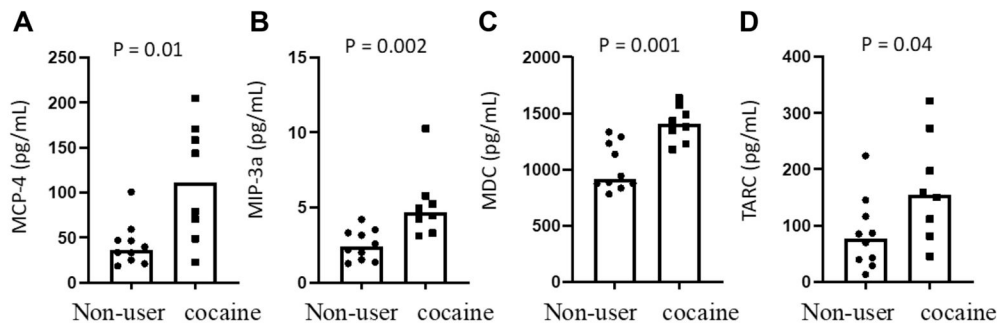 A
P = 0.01
MCP-4 (pg/mL)
250
200
150
100
50
0
Non-user cocaine
B
P = 0.002
MIP-3a (pg/mL)
15
10
5
0
Non-user cocaine
C
P = 0.001
MDC (pg/mL)
2000
1500
1000
500
0
Non-user cocaine
D
P = 0.04
TARC (pg/mL)
400
300
200
100
0
Non-user cocaine